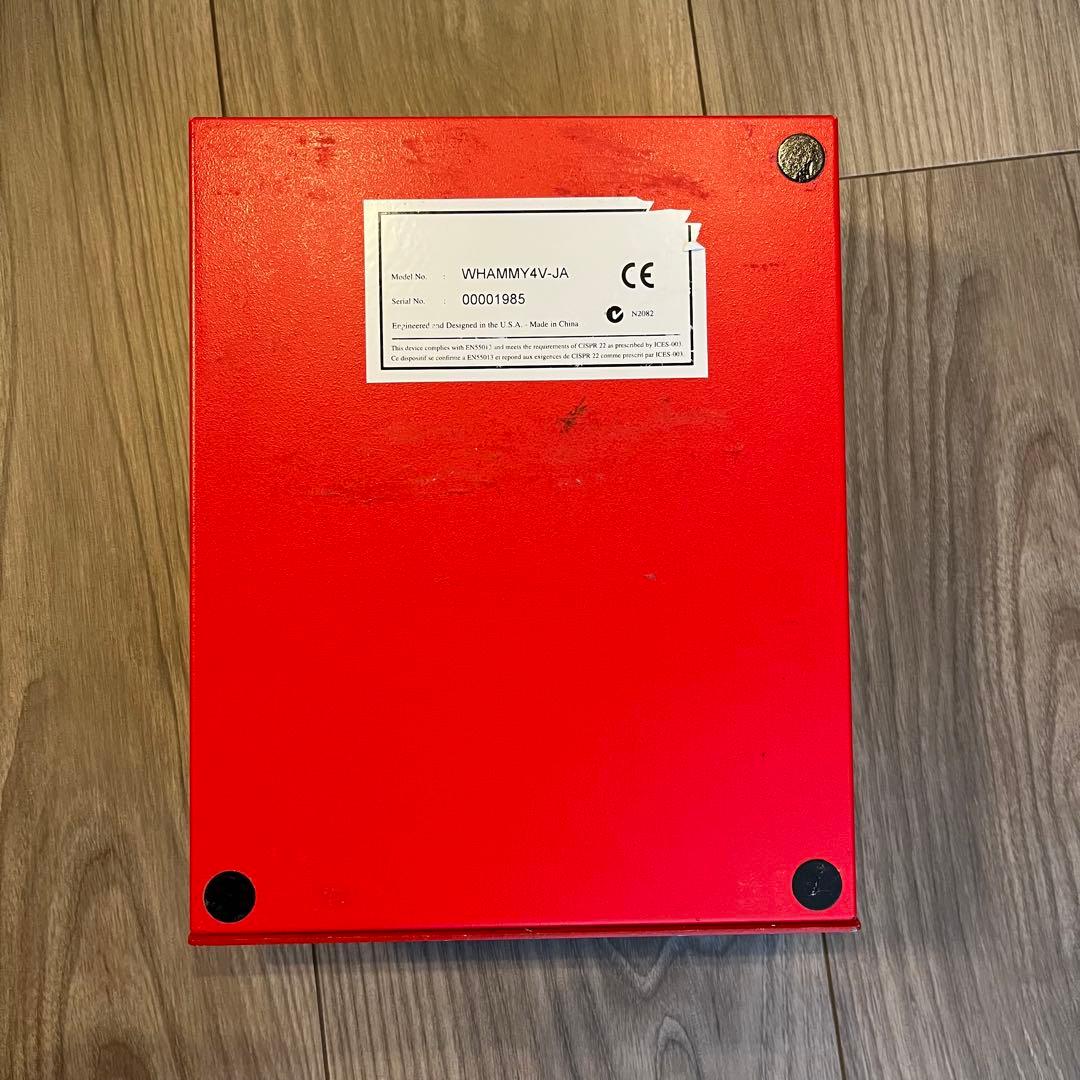 Model No. : WHAMMY4V-JA
CE
Serial No. : 00001985
N2082
Engineered and Designed in the U.S.A. - Made in China
This device complies with EN55013 and meets the requirements of CISPR 22 as prescribed by ICES-003.
Ce dispositif se confirme a EN55013 et repond aux exigences de CISPR 22 comme prescrit par ICES-003.